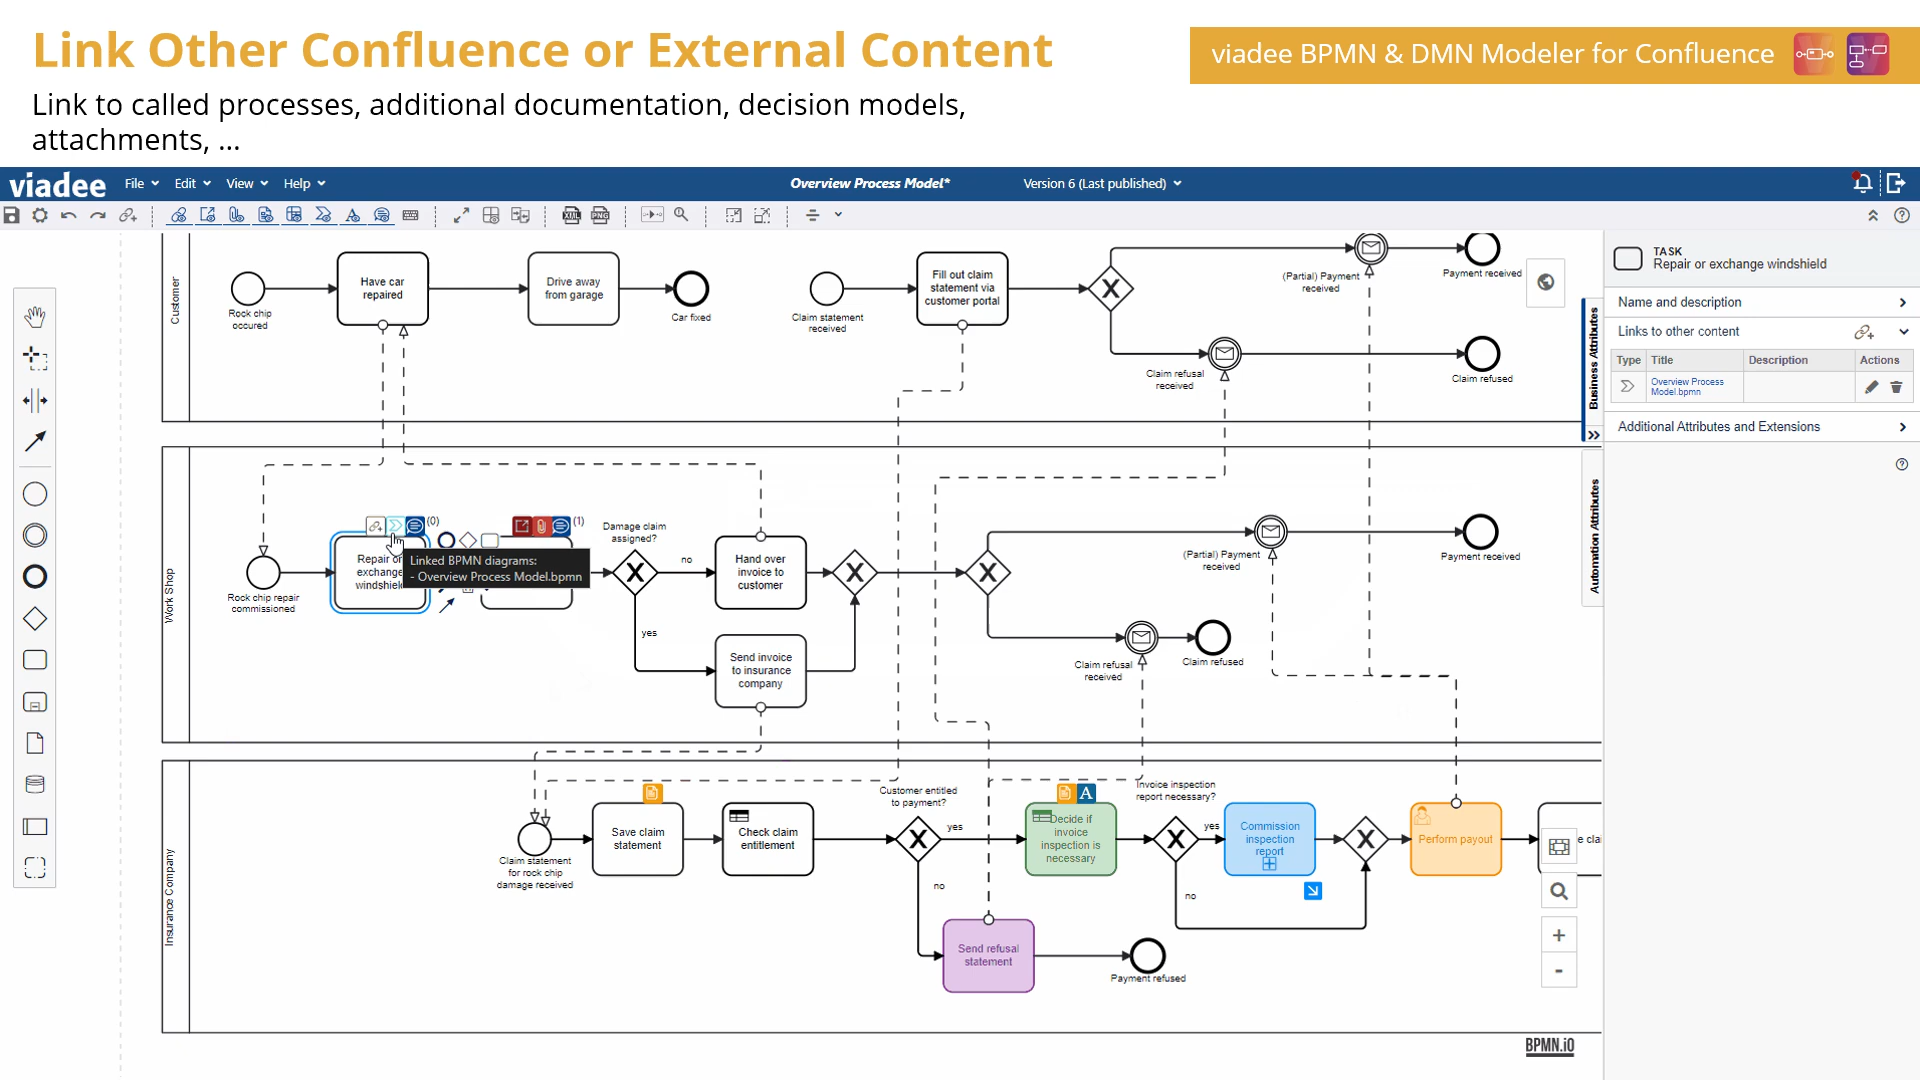 Link Other Confluence or External Content
viadee BPMN & DMN Modeler for Confluence
Link to called processes, additional documentation, decision models,
attachments, ...
viadee
File
Edit
View
Help
Overview Process Model*
Version 6 (Last published)
XML
PNG
Customer
Rock chip
occured
Have car
repaired
Drive away
from garage
Car fixed
Claim statement
received
Fill out claim
statement via
customer portal
(Partial) Payment
received
Payment received
Claim refusal
received
Claim refused
Work Shop
Rock chip repair
commissioned
(0)
Repair or
exchange
windshield
Linked BPMN diagrams:
- Overview Process Model.bpmn
(1)
Damage claim
assigned?
no
yes
Hand over
invoice to
customer
Send invoice
to insurance
company
(Partial) Payment
received
Payment received
Claim refusal
received
Claim refused
Insurance Company
Claim statement
for rock chip
damage received
Save claim
statement
Check claim
entitlement
Customer entitled
to payment?
yes
no
A
Decide if
invoice
inspection is
necessary
Invoice inspection
report necessary?
yes
no
Commission
inspection
report
Perform payout
e clai
Send refusal
statement
Payment refused
+
-
BPMN.iO
Business Attributes
Automation Attributes
TASK
Repair or exchange windshield
Name and description
Links to other content
Type Title Description Actions
Overview Process
Model.bpmn
Additional Attributes and Extensions